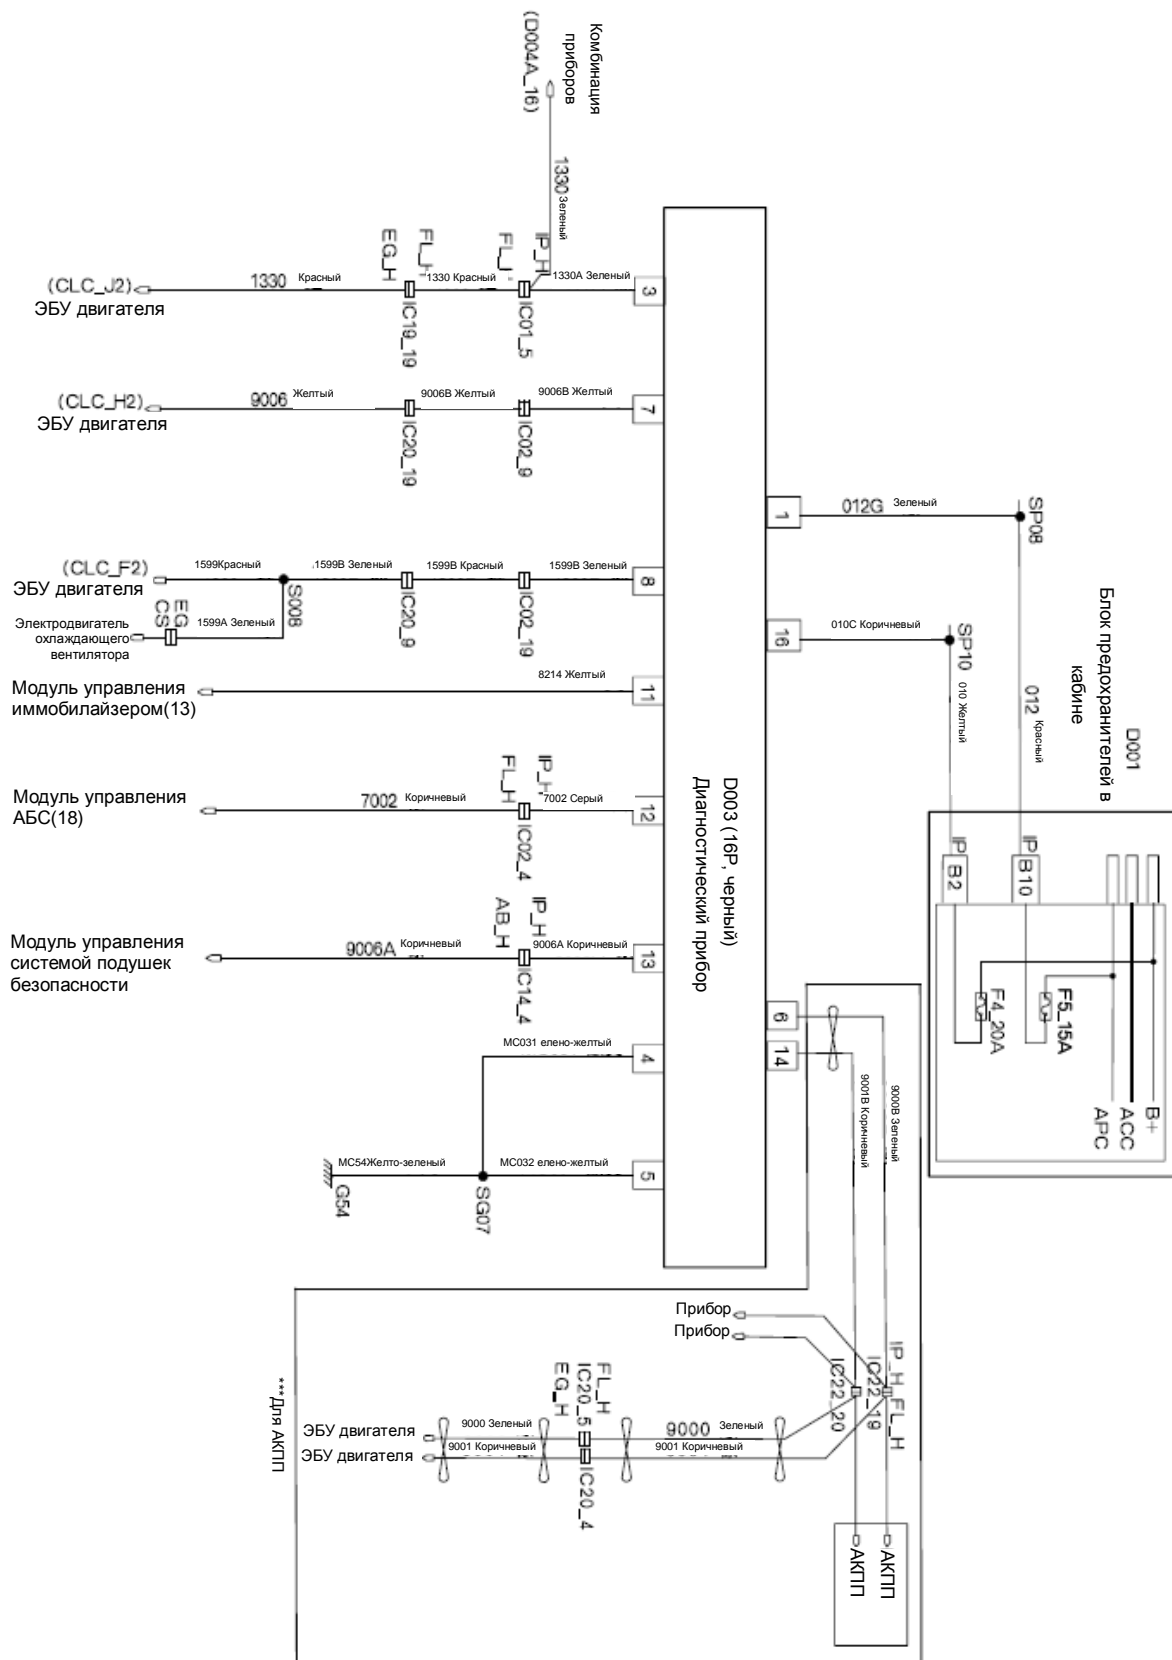 Комбинация
приборов
(D004A_16)
1330 Зеленый
IP_H
FL_
FL_
EG_H
(CLC_J2)
ЭБУ двигателя
1330
Красный
1330 Красный
1330A Зеленый
3
IC19_19
IC01_5
(CLC_H2)
ЭБУ двигателя
9006
Желтый
9006B Желтый
9006B Желтый
7
IC20_19
IC02_9
1
012G
Зеленый
SP08
(CLC_F2)
ЭБУ двигателя
1599Красный
1599B Зеленый
1599B Красный
1599B Зеленый
8
S008
IC20_9
IC02_19
Электродвигатель
охлаждающего
вентилятора
EG
CS
1599A Зеленый
16
010C Коричневый
SP10
010 Желтый
012
Красный
Блок предохранителей в
кабине
D001
Модуль управления
иммобилайзером(13)
8214 Желтый
11
Модуль управления
АБС(18)
7002
Коричневый
IP_H
FL_H
7002 Серый
12
IC02_4
D003 (16P, черный)
Диагностический прибор
IP
B2
IP
B10
F4_20A
F5_15A
B+
ACC
APC
Модуль управления
системой подушек
безопасности
9006A
Коричневый
IP_H
AB_H
9006A Коричневый
13
IC14_4
6
14
9001B Коричневый
9000B Зеленый
MC031 елено-желтый
4
MC54Желто-зеленый
MC032 елено-желтый
5
G54
SG07
Прибор
Прибор
IP_H
FL_H
IC22_19
IC22_20
***Для АКПП
FL_H
IC20_5
EG_H
IC20_4
ЭБУ двигателя
9000 Зеленый
9000
Зеленый
ЭБУ двигателя
9001 Коричневый
9001 Коричневый
АКПП
АКПП